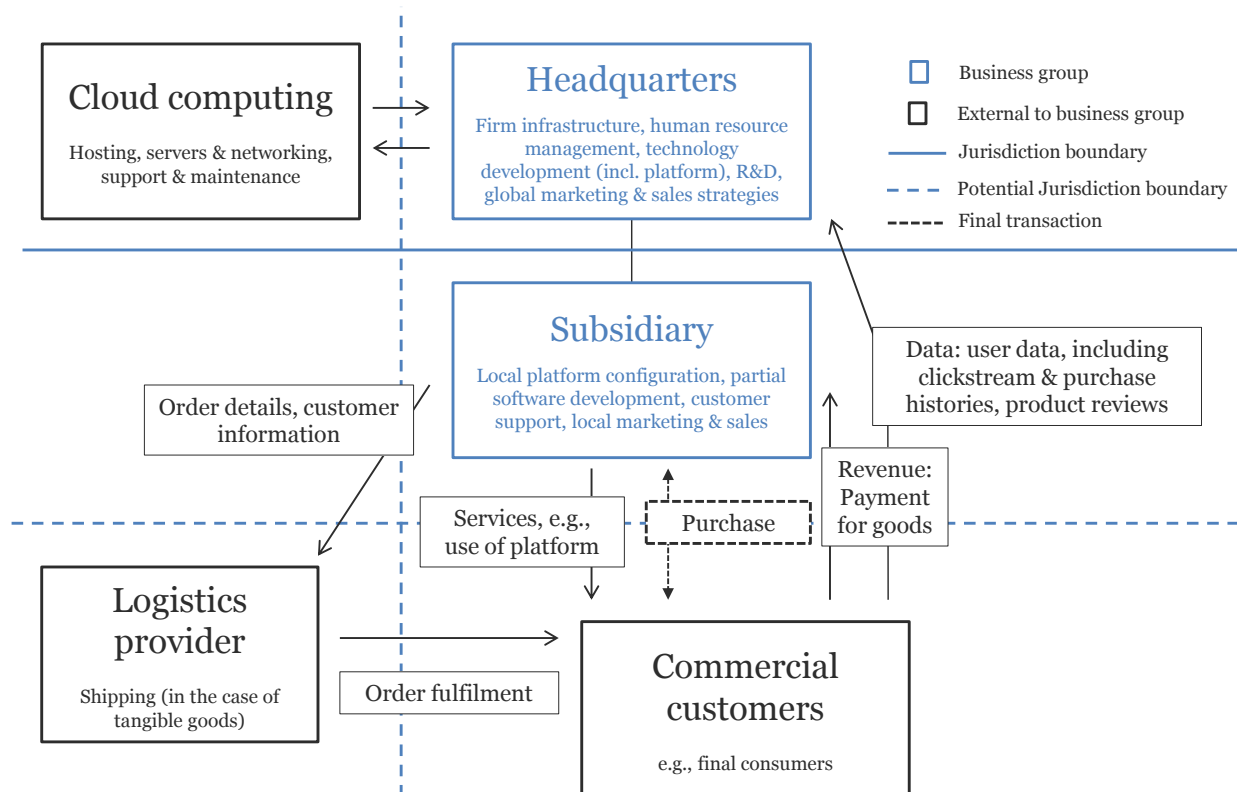 Cloud computing
Hosting, servers & networking,
support & maintenance
Headquarters
Firm infrastructure, human resource
management, technology
development (incl. platform), R&D,
global marketing & sales strategies
Business group
External to business group
Jurisdiction boundary
Potential Jurisdiction boundary
Final transaction
Subsidiary
Local platform configuration, partial
software development, customer
support, local marketing & sales
Order details, customer
information
Data: user data, including
clickstream & purchase
histories, product reviews
Services, e.g.,
use of platform
Purchase
Revenue:
Payment
for goods
Logistics
provider
Shipping (in the case of
tangible goods)
Order fulfilment
Commercial
customers
e.g., final consumers